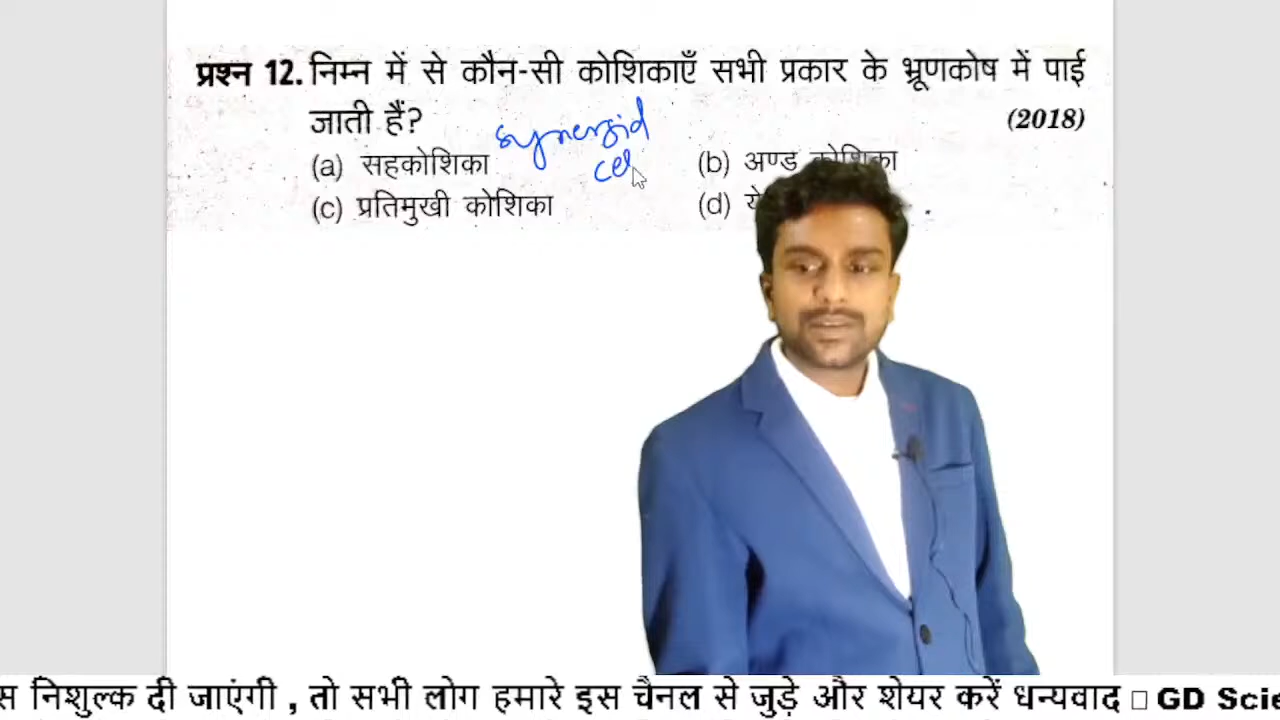 प्रश्न 12. निम्न में से कौन-सी कोशिकाएँ सभी प्रकार के भ्रूणकोष में पाई
जाती हैं? (2018)
synergid
cel
(a) सहकोशिका (b) अण्ड कोशिका
(c) प्रतिमुखी कोशिका (d)
स निशुल्क दी जाएंगी , तो सभी लोग हमारे इस चैनल से जुड़े और शेयर करें धन्यवाद GD Scie